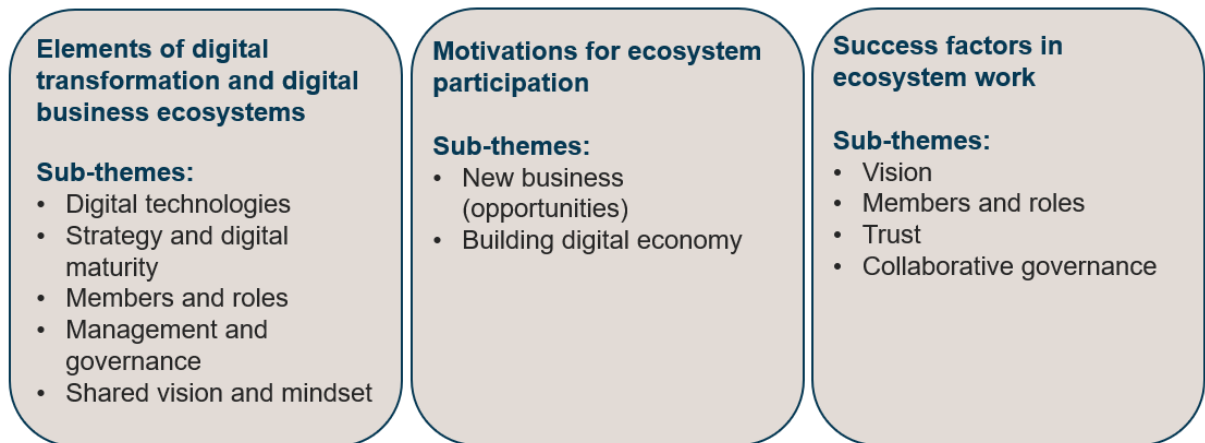 Elements of digital
transformation and digital
business ecosystems
Sub-themes:
• Digital technologies
• Strategy and digital
maturity
• Members and roles
• Management and
governance
• Shared vision and mindset
Motivations for ecosystem
participation
Sub-themes:
• New business
(opportunities)
• Building digital economy
Success factors in
ecosystem work
Sub-themes:
• Vision
• Members and roles
• Trust
• Collaborative governance